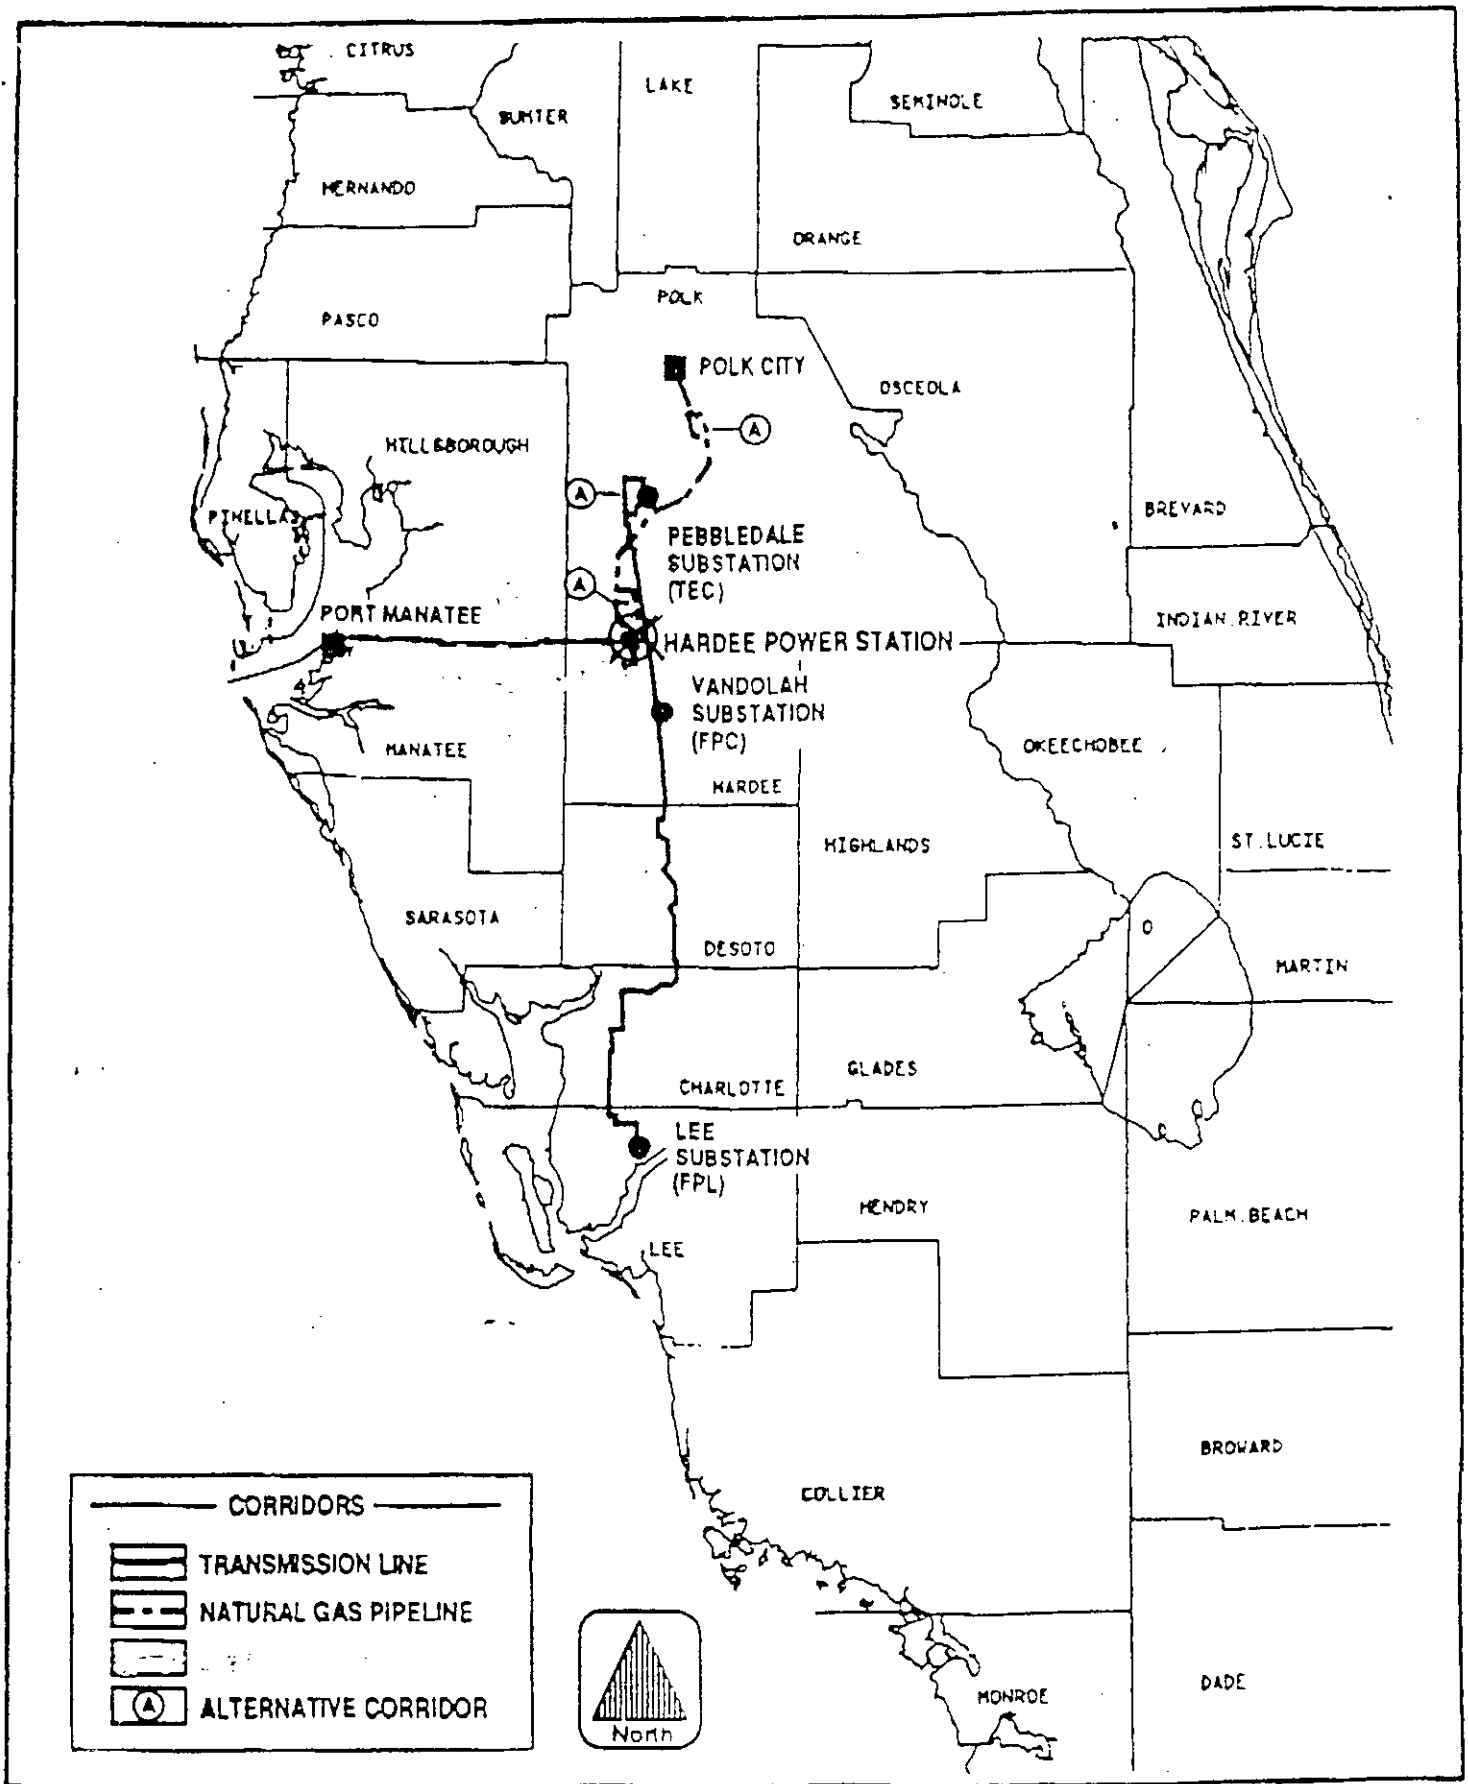 CITRUS
LAKE
SEMINOLE
SUMTER
HERNANDO
ORANGE
POLK
PASCO
POLK CITY
OSCEOLA
A
HILLSBOROUGH
A
BREVARD
PINELLAS
PEBBLEDALE
SUBSTATION
(TEC)
A
PORT MANATEE
INDIAN RIVER
HARDEE POWER STATION
VANDOLAH
SUBSTATION
(FPC)
MANATEE
OKEECHOBEE
HARDEE
HIGHLANDS
ST. LUCIE
SARASOTA
DESOTO
MARTIN
GLADES
CHARLOTTE
LEE
SUBSTATION
(FPL)
HENDRY
PALM BEACH
LEE
BROWARD
COLLIER
CORRIDORS
TRANSMISSION LINE
NATURAL GAS PIPELINE
A ALTERNATIVE CORRIDOR
North
MONROE
DADE